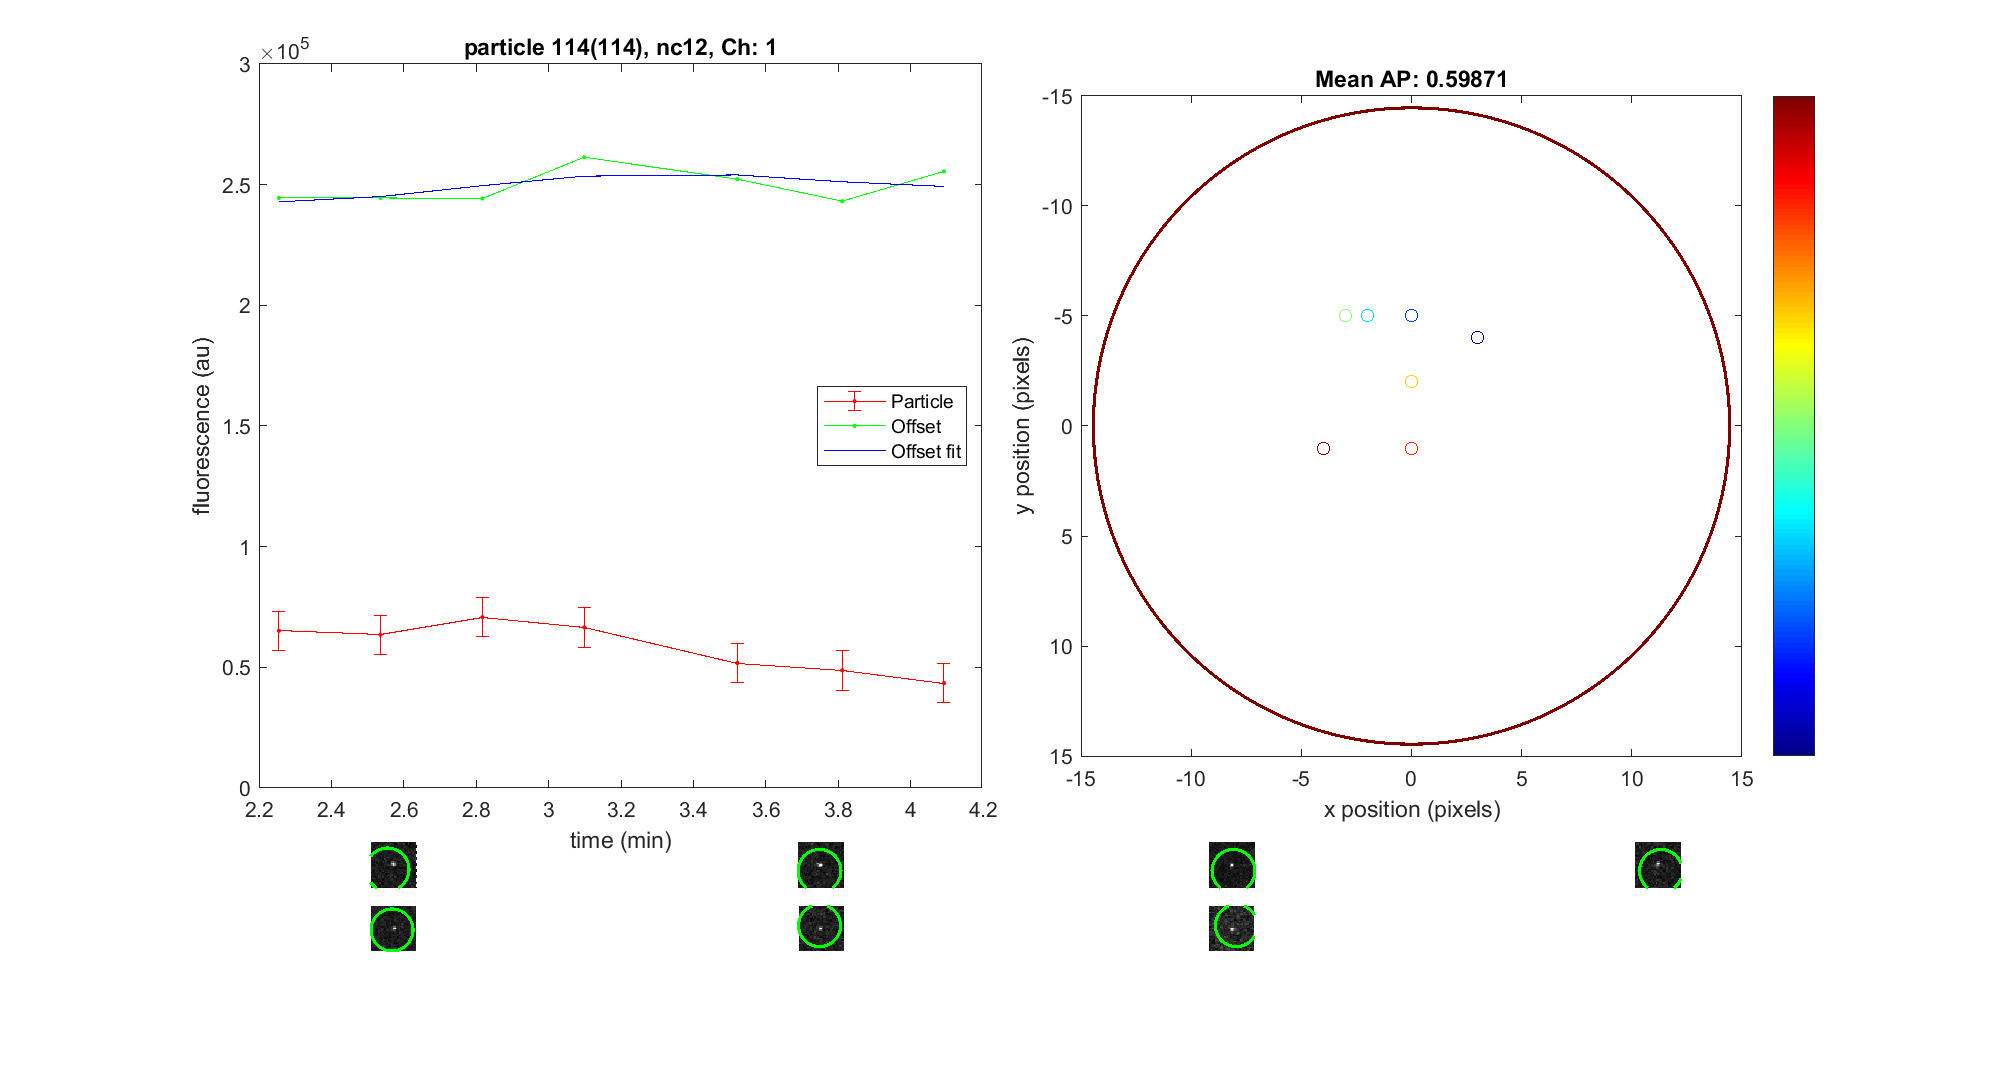 particle 114(114), nc12, Ch: 1
×10^5
3
2.5
2
1.5
1
0.5
0
fluorescence (au)
Particle
Offset
Offset fit
2.2 2.4 2.6 2.8 3 3.2 3.4 3.6 3.8 4 4.2
time (min)
Mean AP: 0.59871
-15
-10
-5
0
5
10
15
y position (pixels)
-15 -10 -5 0 5 10 15
x position (pixels)